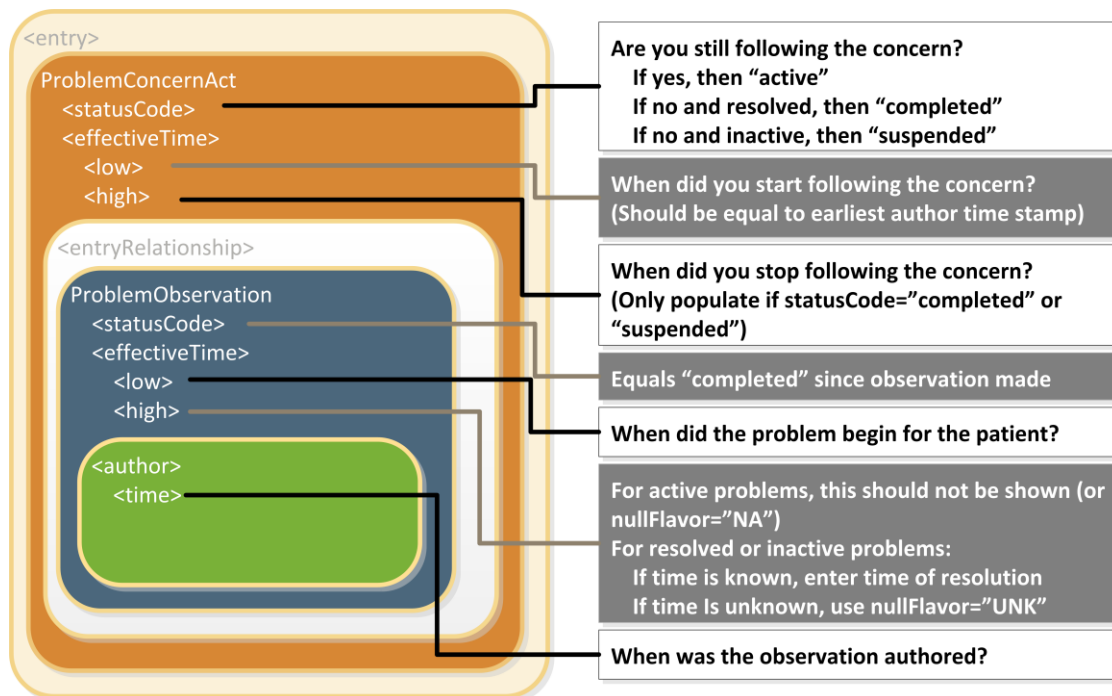 <entry>
ProblemConcernAct
<statusCode>
<effectiveTime>
<low>
<high>
<entryRelationship>
ProblemObservation
<statusCode>
<effectiveTime>
<low>
<high>
<author>
<time>
Are you still following the concern?
If yes, then “active”
If no and resolved, then “completed”
If no and inactive, then “suspended”
When did you start following the concern?
(Should be equal to earliest author time stamp)
When did you stop following the concern?
(Only populate if statusCode=”completed” or
“suspended”)
Equals “completed” since observation made
When did the problem begin for the patient?
For active problems, this should not be shown (or
nullFlavor=”NA”)
For resolved or inactive problems:
If time is known, enter time of resolution
If time Is unknown, use nullFlavor=”UNK”
When was the observation authored?